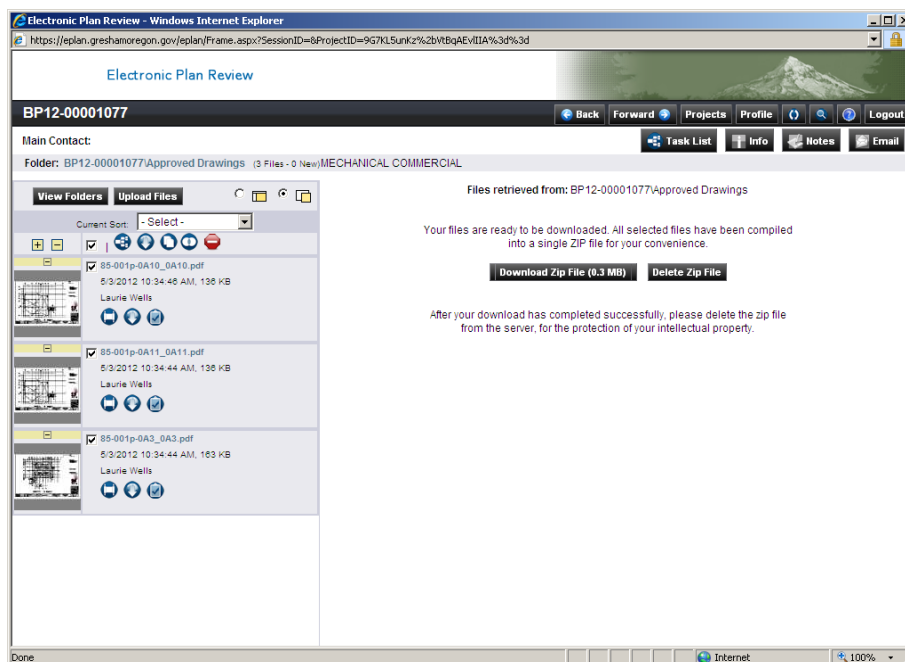 Electronic Plan Review - Windows Internet Explorer
https://eplan.greshamoregon.gov/eplan/Frame.aspx?SessionID=&ProjectID=9G7KL5unKz%2bVtBqAEvlIIA%3d%3d
Electronic Plan Review
BP12-00001077
Back Forward Projects Profile Logout
Main Contact:
Task List Info Notes Email
Folder: BP12-00001077\Approved Drawings (3 Files - 0 New)MECHANICAL COMMERCIAL
View Folders Upload Files
Current Sort: - Select -
85-001p-0A10_0A10.pdf
5/3/2012 10:34:46 AM, 136 KB
Laurie Wells
85-001p-0A11_0A11.pdf
5/3/2012 10:34:44 AM, 136 KB
Laurie Wells
85-001p-0A3_0A3.pdf
5/3/2012 10:34:44 AM, 163 KB
Laurie Wells
Files retrieved from: BP12-00001077\Approved Drawings
Your files are ready to be downloaded. All selected files have been compiled
into a single ZIP file for your convenience.
Download Zip File (0.3 MB) Delete Zip File
After your download has completed successfully, please delete the zip file
from the server, for the protection of your intellectual property.
Done Internet 100%